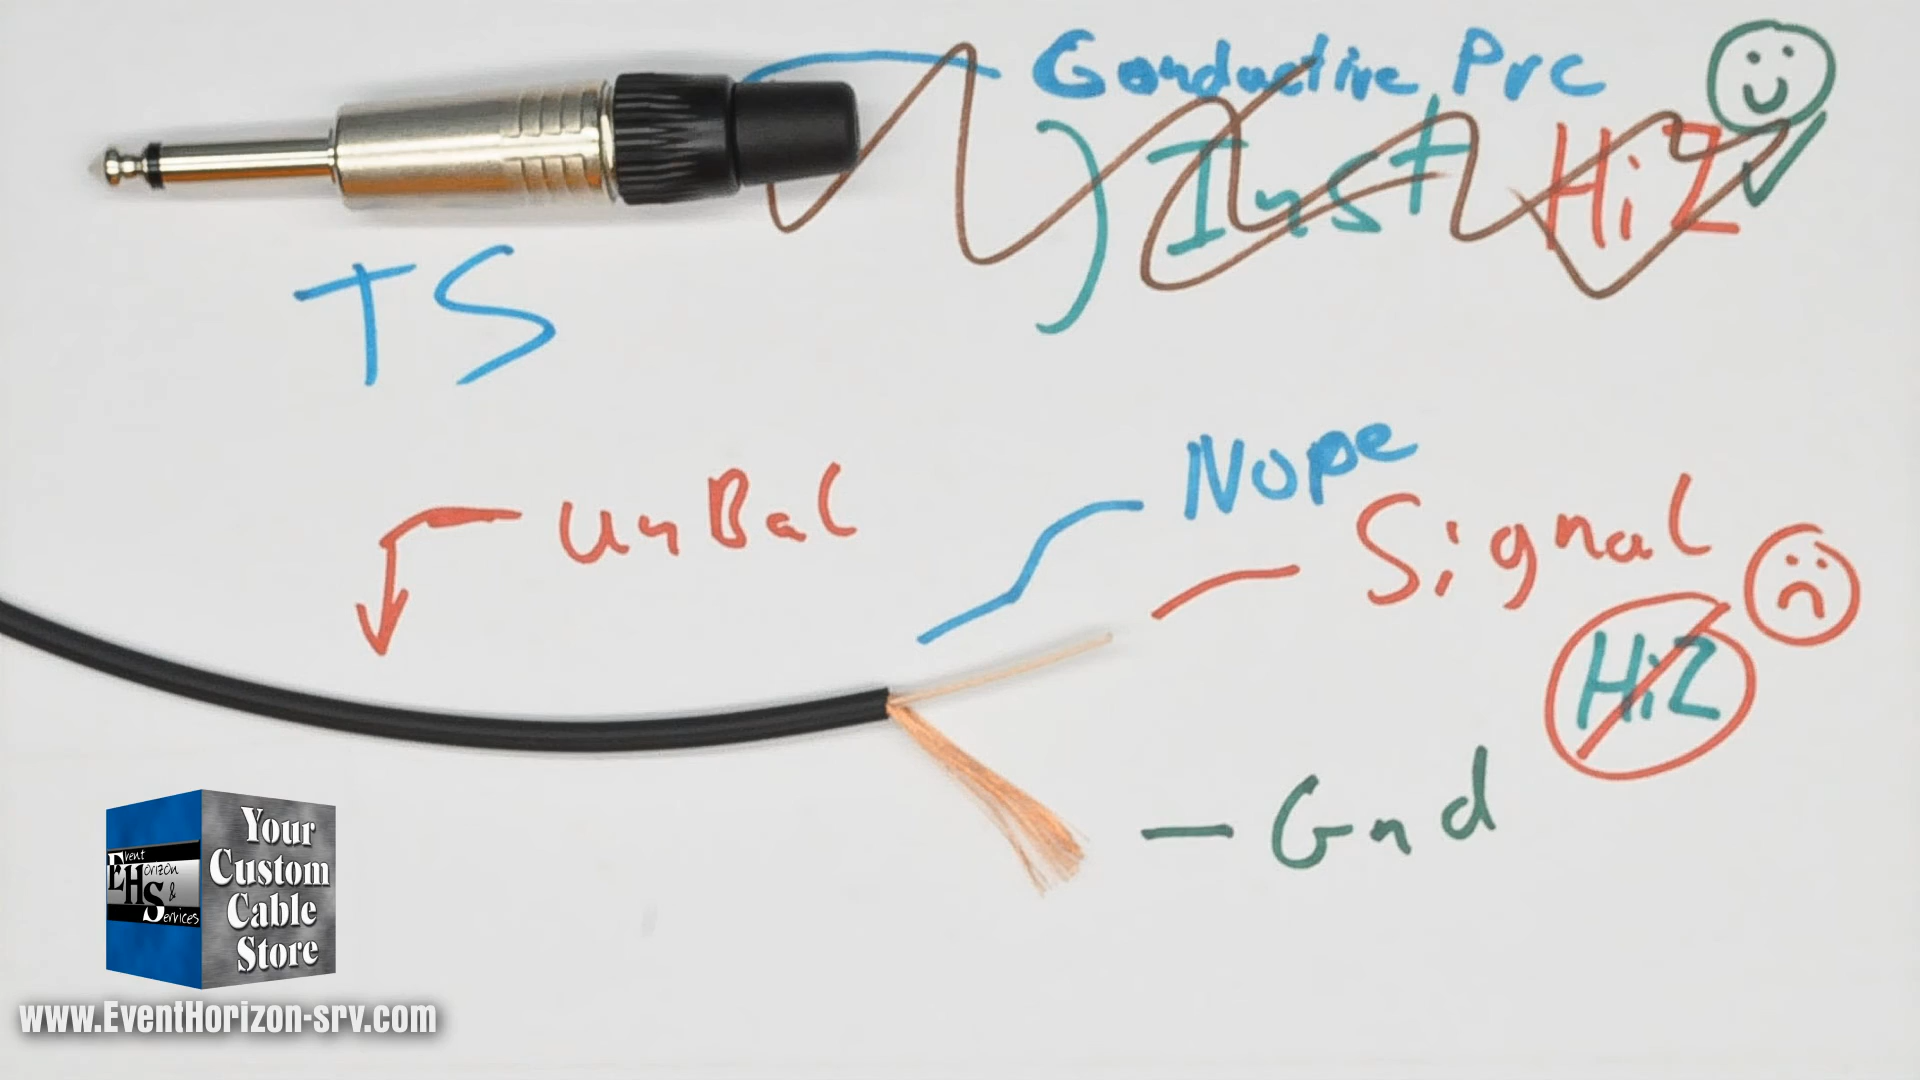 Conductive Pvc
Inst HiZ
TS
Nope
UnBal
Signal
HiZ
Gnd
Your
Custom
Cable
Store
Event
Horizon
&
Services
EHS
www.EventHorizon-srv.com